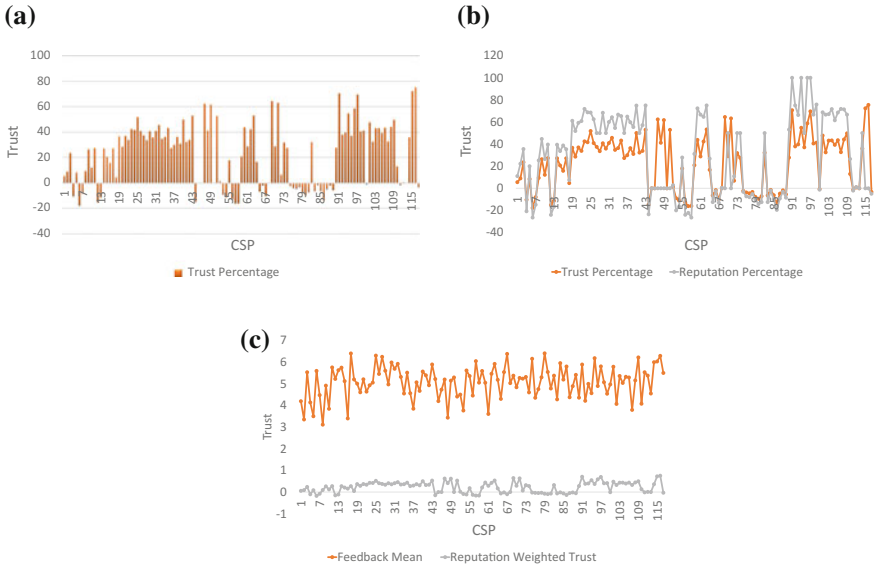 (a)
100
80
60
40
20
0
-20
-40
Trust
1 7 13 19 25 31 37 43 49 55 61 67 73 79 85 91 97 103 109 115
CSP
Trust Percentage
(b)
120
100
80
60
40
20
0
-20
-40
Trust
1 7 13 19 25 31 37 43 49 55 61 67 73 79 85 91 97 103 109 115
CSP
Trust Percentage Reputation Percentage
(c)
7
6
5
4
3
2
1
0
-1
Trust
1 7 13 19 25 31 37 43 49 55 61 67 73 79 85 91 97 103 109 115
CSP
Feedback Mean Reputation Weighted Trust